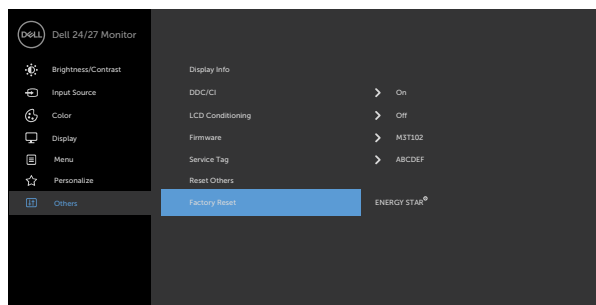 DELL Dell 24/27 Monitor
Brightness/Contrast Display Info
Input Source DDC/CI On
Color LCD Conditioning Off
Display Firmware M3T102
Menu Service Tag ABCDEF
Personalize Reset Others
Others Factory Reset ENERGY STAR®